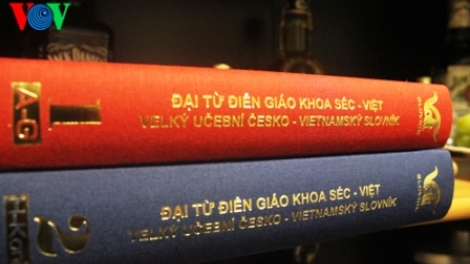 VOV
1
A-G
ĐẠI TỪ ĐIỂN GIÁO KHOA SÉC - VIỆT
VELKÝ UČEBNÍ ČESKO - VIETNAMSKÝ SLOVNÍK
2
ĐẠI TỪ ĐIỂN GIÁO KHOA SÉC - VIỆT
VELKÝ UČEBNÍ ČESKO - VIETNAMSKÝ SLOVNÍK